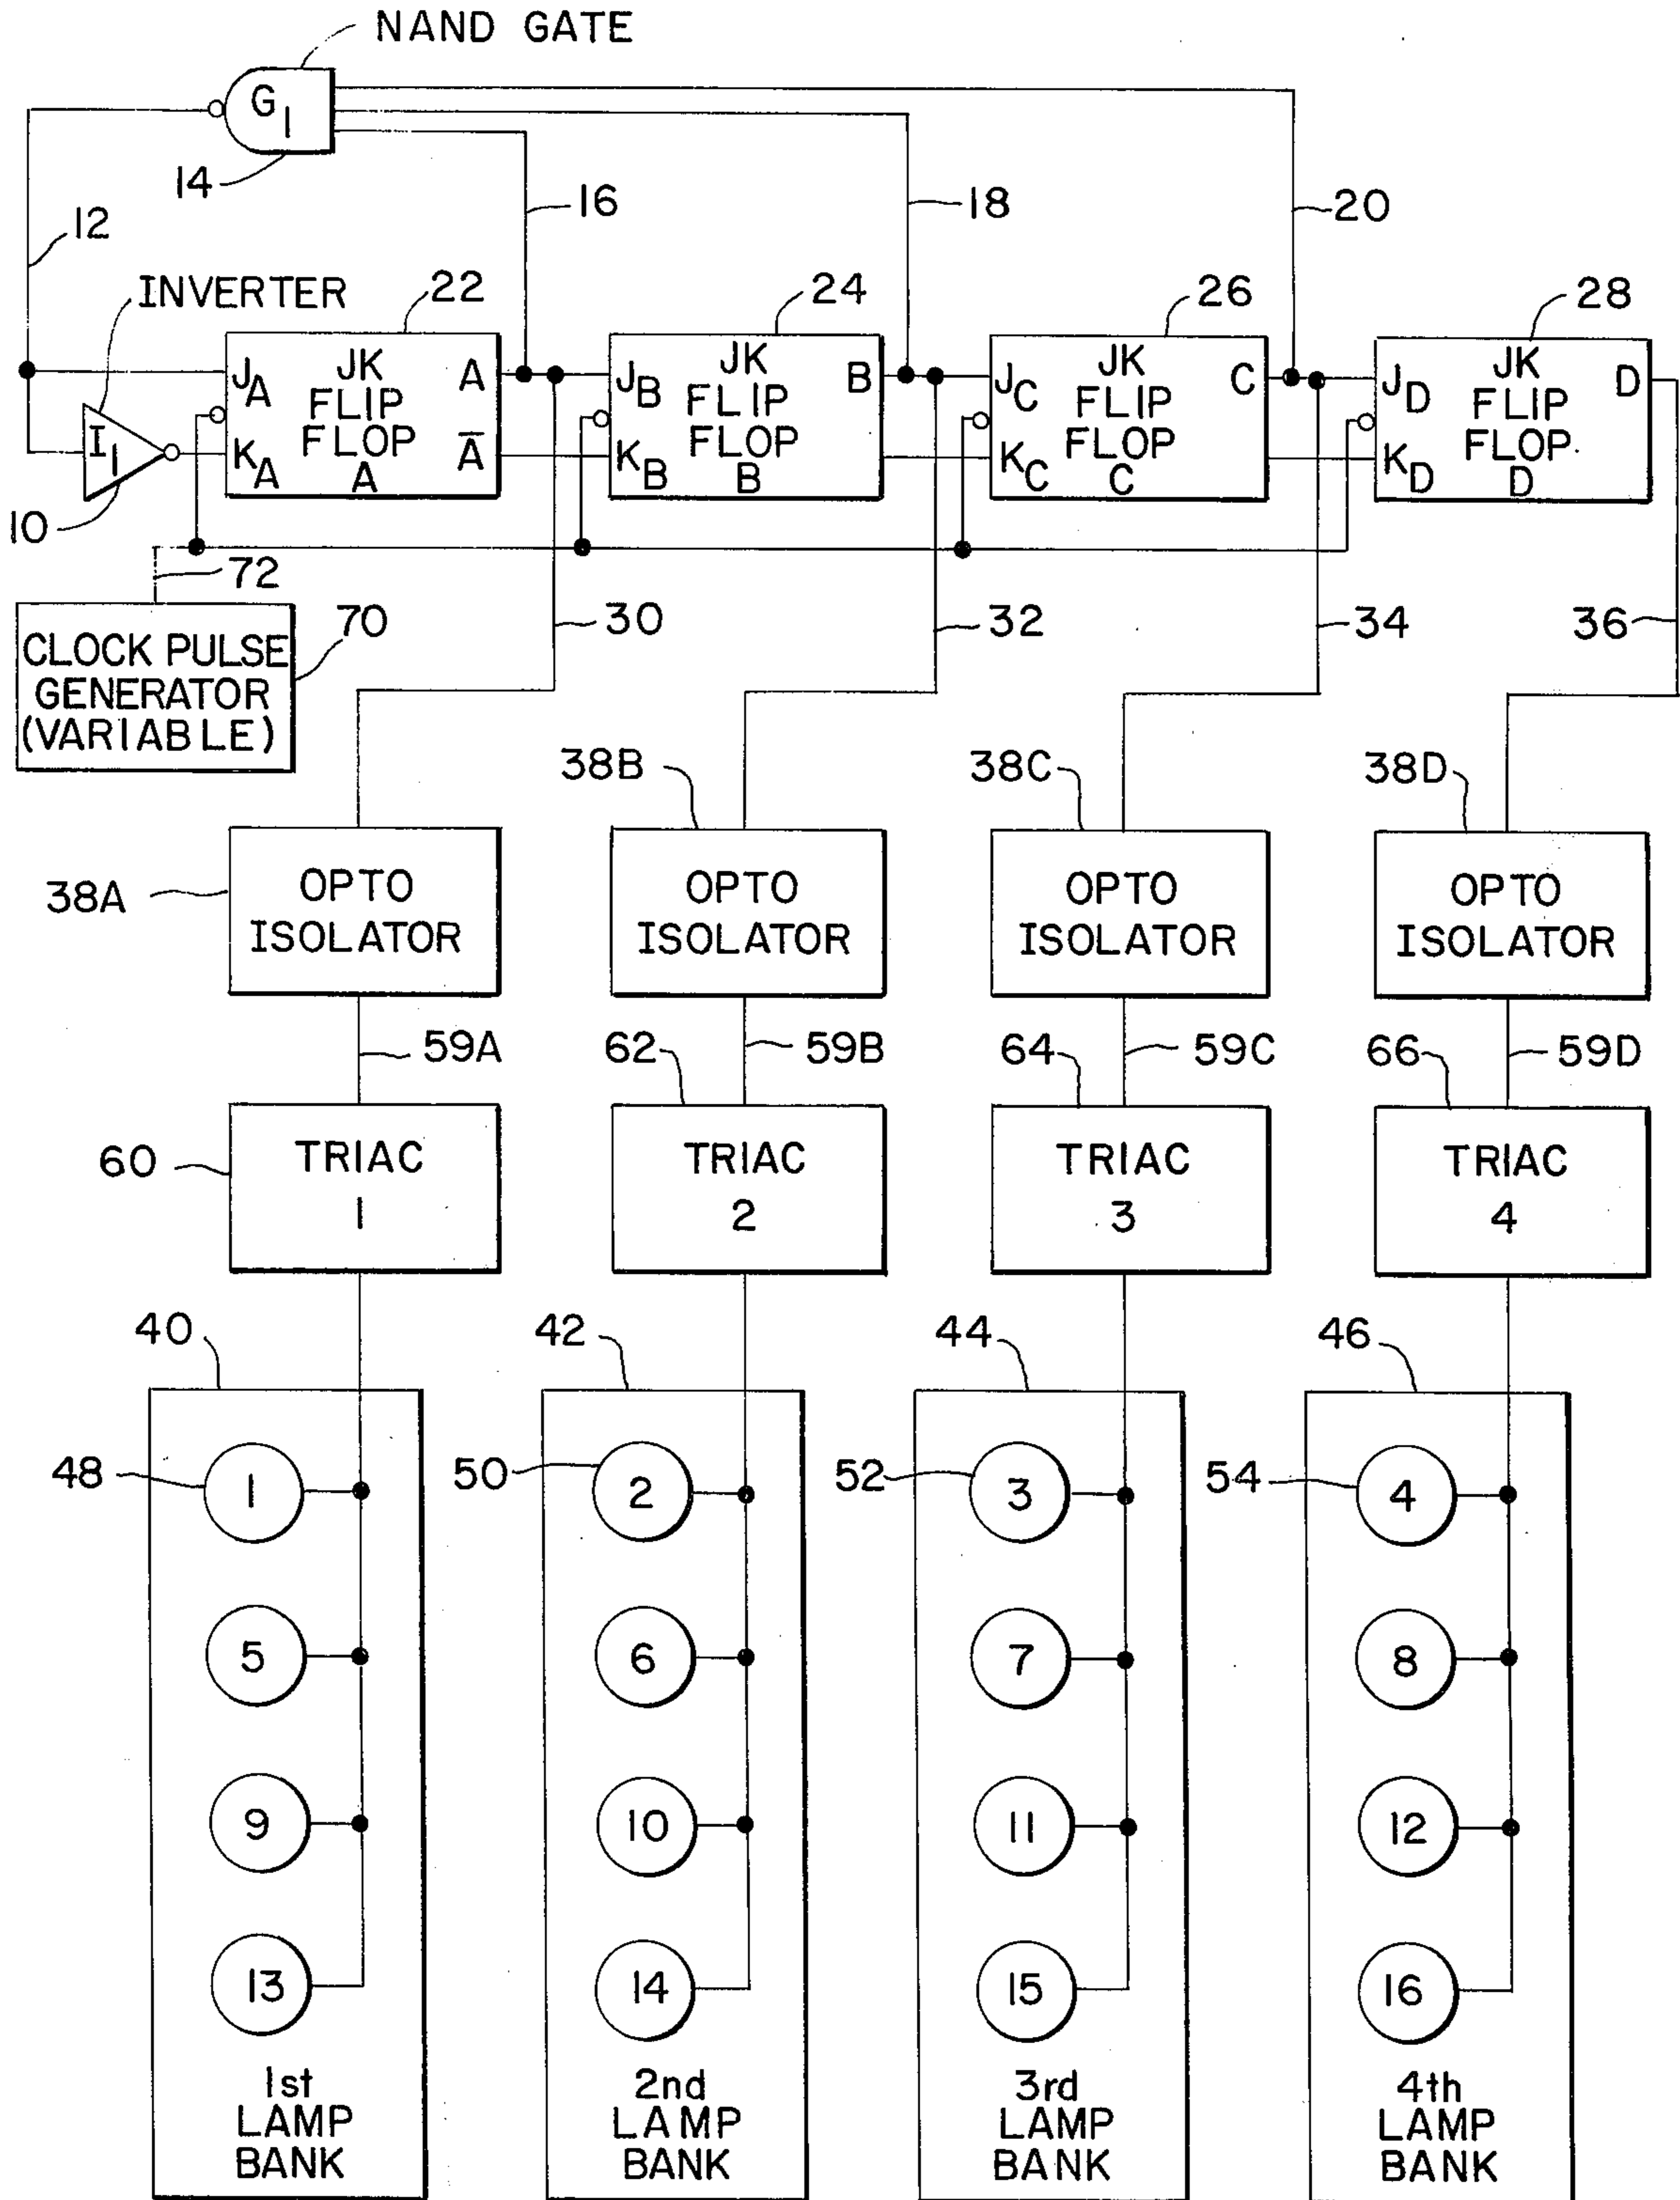 NAND GATE
G1
14
16
18
20
12
INVERTER
22
24
26
28
JA
JK
FLIP
FLOP
A
KA
A
A̅
JB
JK
FLIP
FLOP
B
KB
B
JC
JK
FLIP
FLOP
C
KC
C
JD
JK
FLIP
FLOP
D
KD
D
I1
10
72
70
30
32
34
36
CLOCK PULSE
GENERATOR
(VARIABLE)
38A
38B
38C
38D
OPTO
ISOLATOR
OPTO
ISOLATOR
OPTO
ISOLATOR
OPTO
ISOLATOR
59A
62
59B
64
59C
66
59D
60
TRIAC
1
TRIAC
2
TRIAC
3
TRIAC
4
40
42
44
46
48
1
50
2
52
3
54
4
5
6
7
8
9
10
11
12
13
14
15
16
1st
LAMP
BANK
2nd
LAMP
BANK
3rd
LAMP
BANK
4th
LAMP
BANK